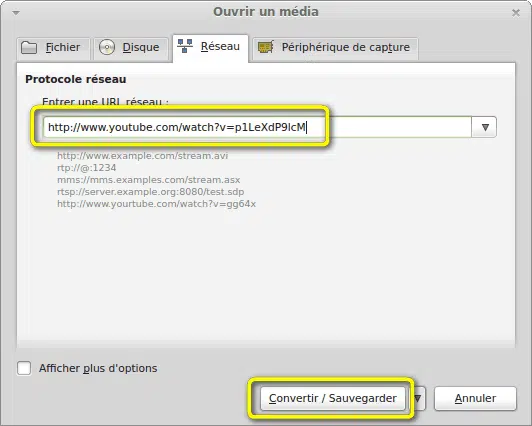 Ouvrir un média
Fichier
Disque
Réseau
Périphérique de capture
Protocole réseau
Entrer une URL réseau :
http://www.youtube.com/watch?v=p1LeXdP9lcM
http://www.example.com/stream.avi
rtp://@:1234
mms://mms.examples.com/stream.asx
rtsp://server.example.org:8080/test.sdp
http://www.yourtube.com/watch?v=gg64x
Afficher plus d'options
Convertir / Sauvegarder
Annuler